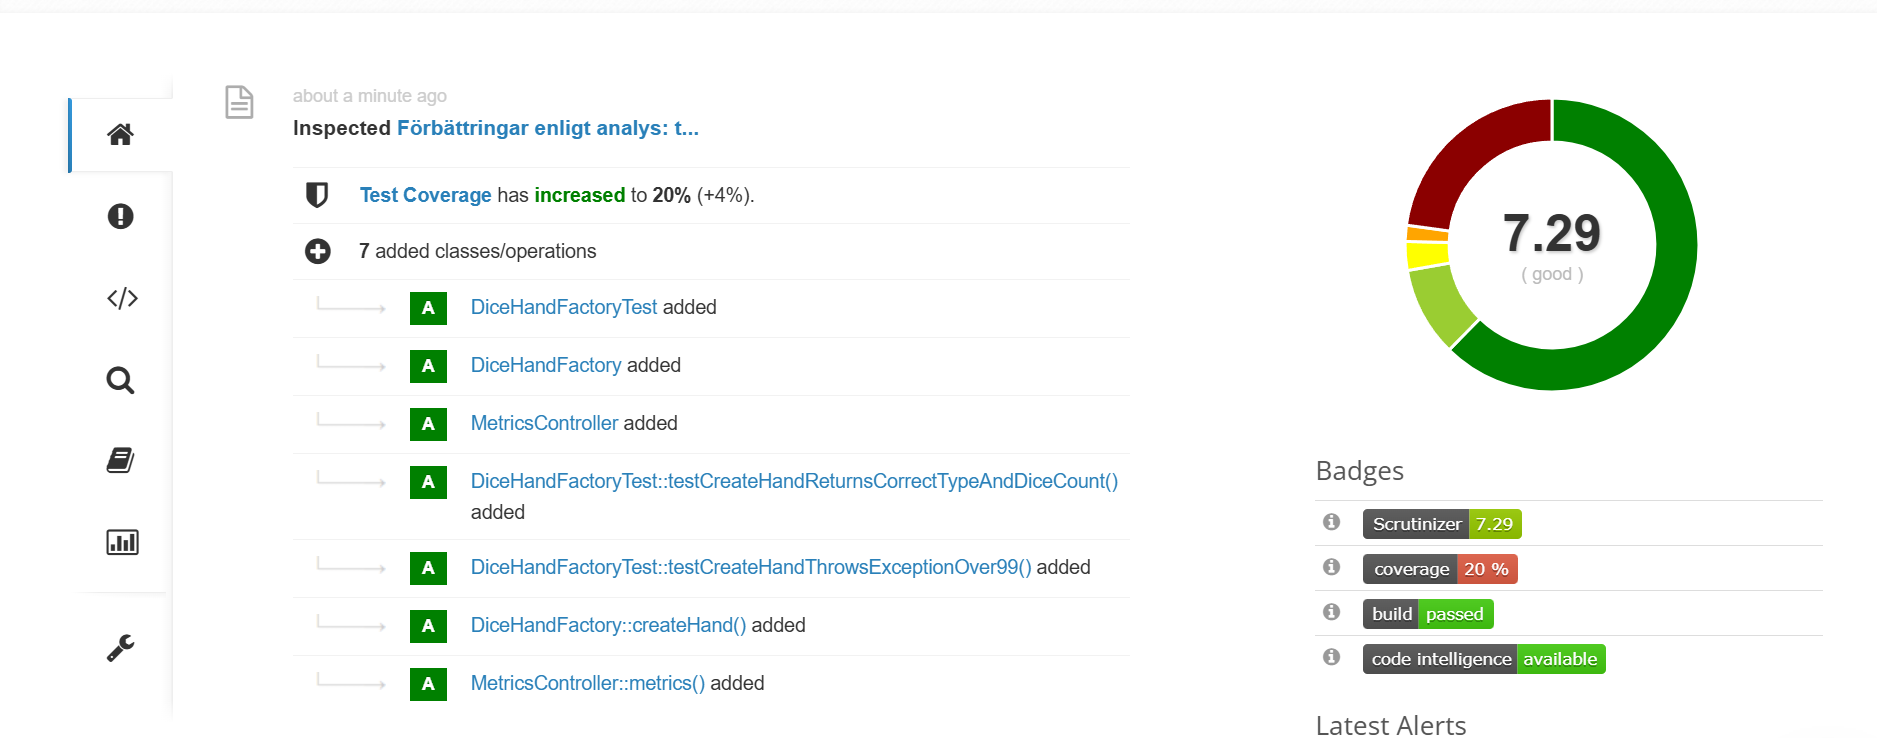 about a minute ago
Inspected Förbättringar enligt analys: t...
Test Coverage has increased to 20% (+4%).
7 added classes/operations
A DiceHandFactoryTest added
A DiceHandFactory added
A MetricsController added
A DiceHandFactoryTest::testCreateHandReturnsCorrectTypeAndDiceCount()
added
A DiceHandFactoryTest::testCreateHandThrowsExceptionOver99() added
A DiceHandFactory::createHand() added
A MetricsController::metrics() added
7.29
( good )
Badges
Scrutinizer 7.29
coverage 20 %
build passed
code intelligence available
Latest Alerts